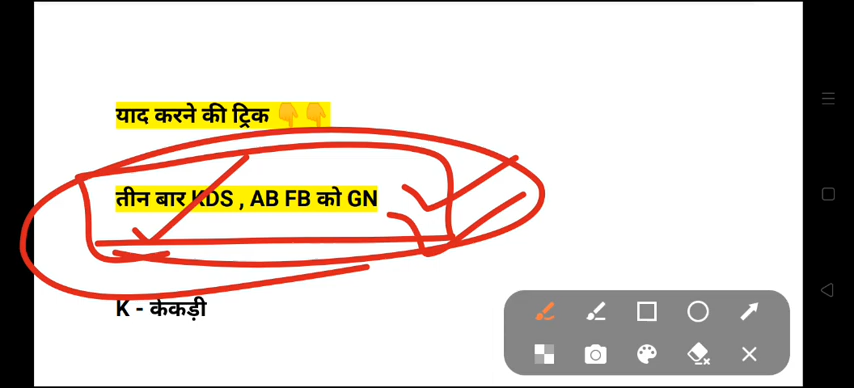 याद करने की ट्रिक 👇👇
तीन बार KDS , AB FB को GN
K - केकड़ी